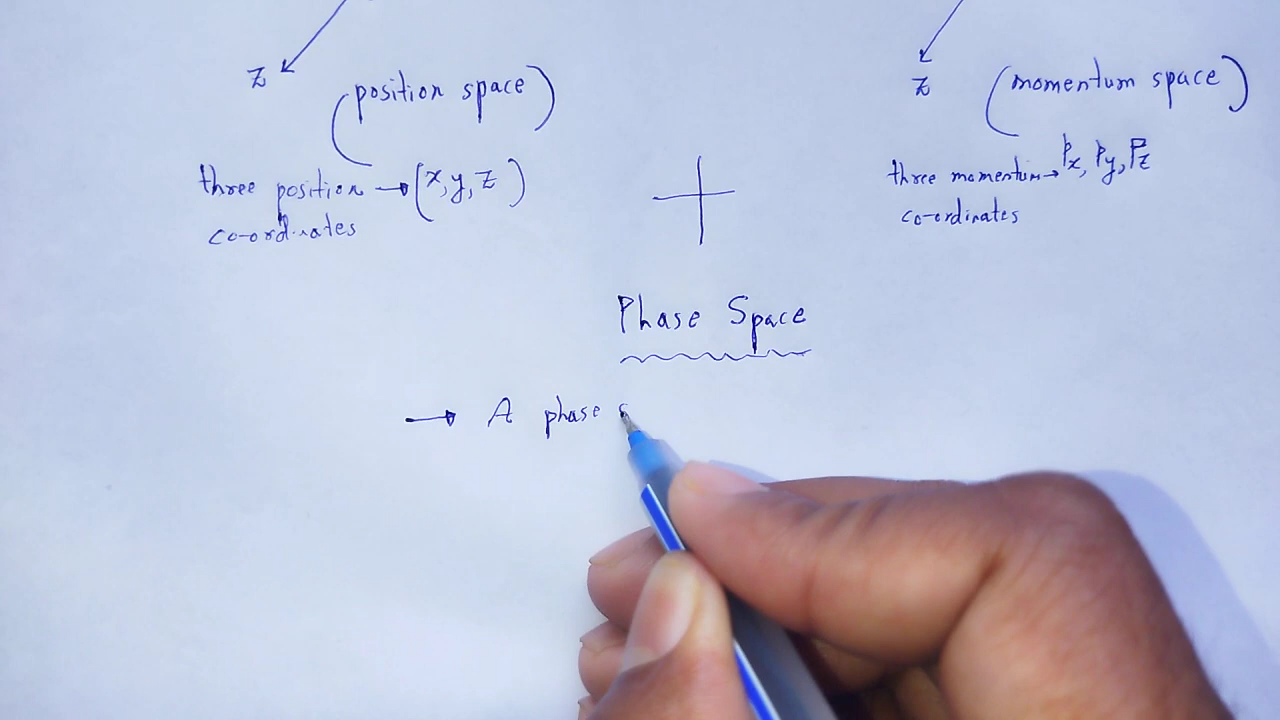 Z
(position space)
three position → (x, y, z)
co-ordinates
Z
(momentum space)
three momentum → Px, Py, Pz
co-ordinates
+
Phase Space
→ A phase s